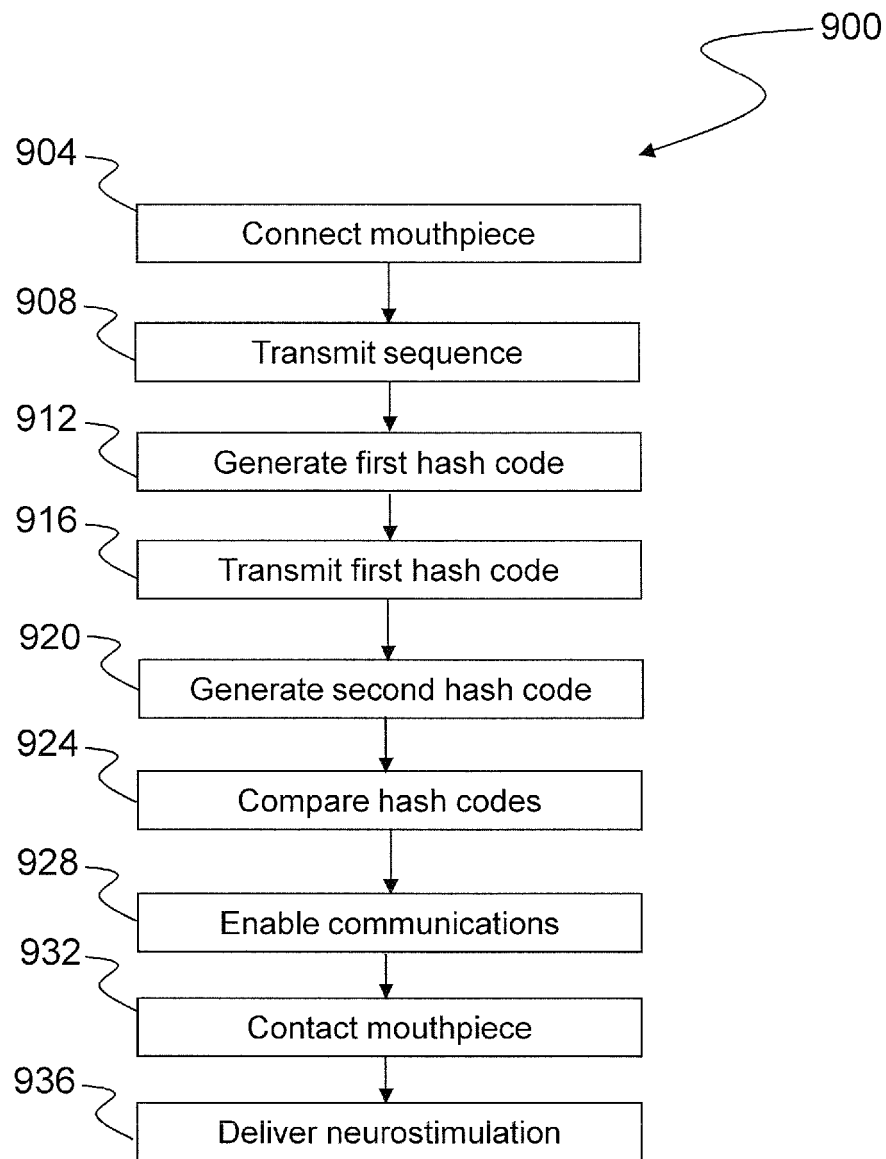 900
904
Connect mouthpiece
908
Transmit sequence
912
Generate first hash code
916
Transmit first hash code
920
Generate second hash code
924
Compare hash codes
928
Enable communications
932
Contact mouthpiece
936
Deliver neurostimulation